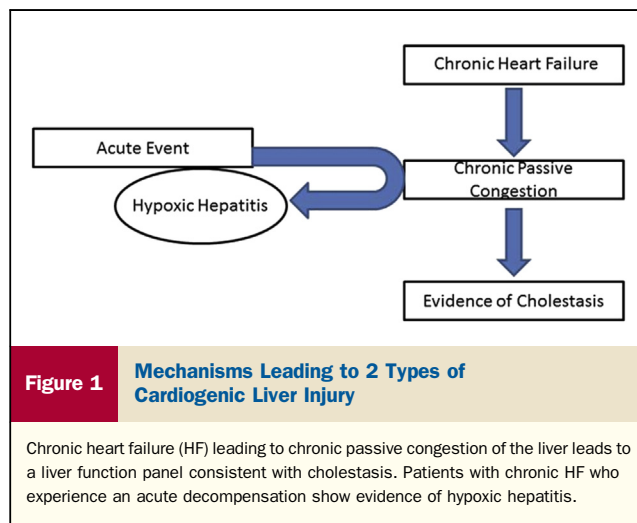 Chronic Heart Failure
Acute Event
Chronic Passive
Congestion
Hypoxic Hepatitis
Evidence of Cholestasis
Figure 1
Mechanisms Leading to 2 Types of
Cardiogenic Liver Injury
Chronic heart failure (HF) leading to chronic passive congestion of the liver leads to
a liver function panel consistent with cholestasis. Patients with chronic HF who
experience an acute decompensation show evidence of hypoxic hepatitis.